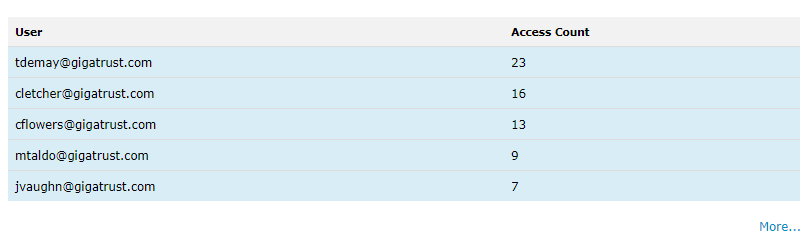 User Access Count
tdemay@gigatrust.com 23
cletcher@gigatrust.com 16
cflowers@gigatrust.com 13
mtaldo@gigatrust.com 9
jvaughn@gigatrust.com 7
More...